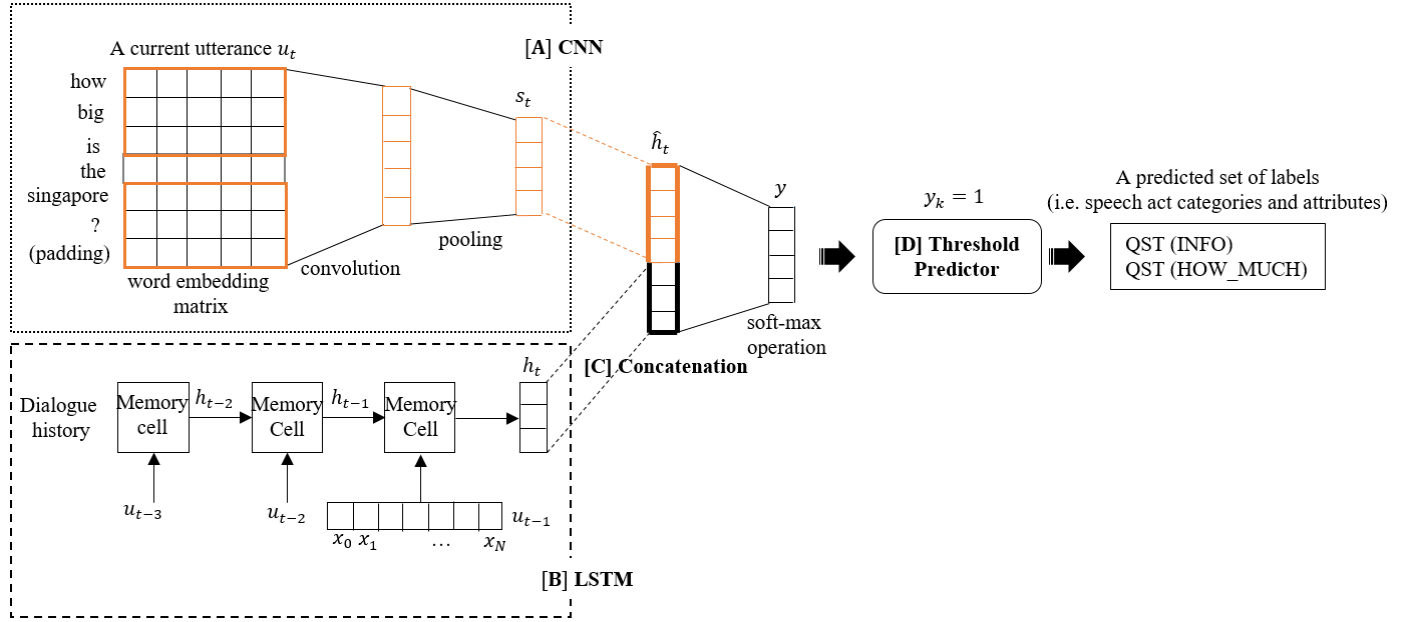 [A] CNN
A current utterance u_t
how
big
is
the
singapore
?
(padding)
word embedding
matrix
convolution
pooling
s_t
ĥ_t
y
soft-max
operation
[C] Concatenation
y_k = 1
[D] Threshold
Predictor
A predicted set of labels
(i.e. speech act categories and attributes)
QST (INFO)
QST (HOW_MUCH)
Dialogue
history
Memory
cell
h_{t-2}
Memory
Cell
h_{t-1}
Memory
Cell
h_t
u_{t-3}
u_{t-2}
u_{t-1}
x_0 x_1 ... x_N
[B] LSTM